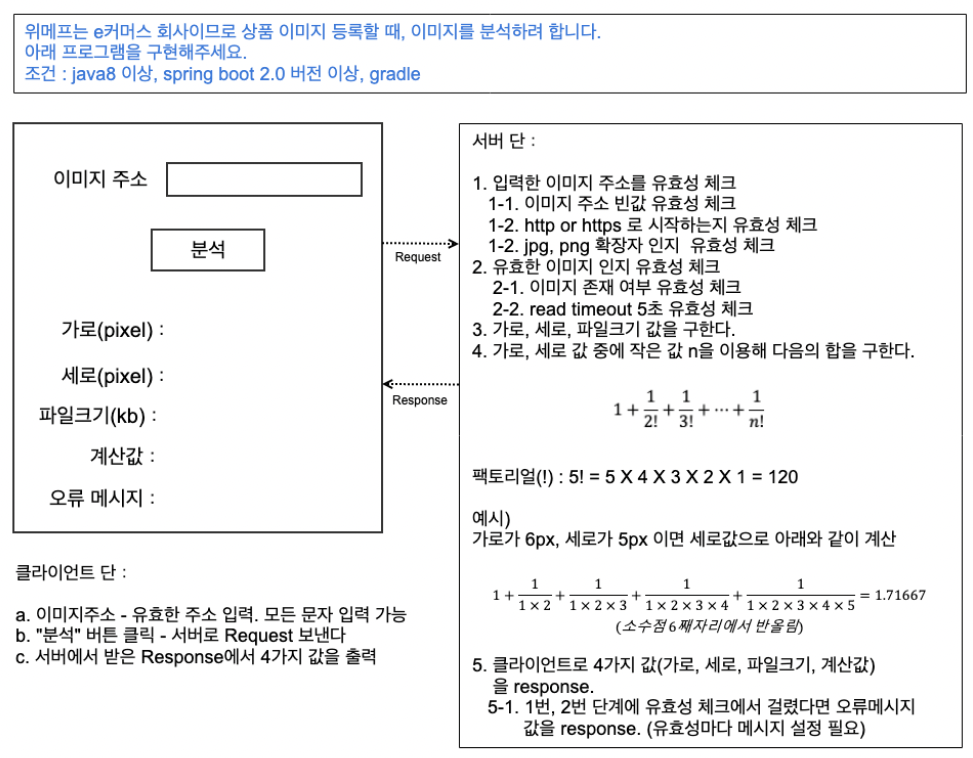 위메프는 e커머스 회사이므로 상품 이미지 등록할 때, 이미지를 분석하려 합니다.
아래 프로그램을 구현해주세요.
조건 : java8 이상, spring boot 2.0 버전 이상, gradle
이미지 주소
분석
가로(pixel) :
세로(pixel) :
파일크기(kb) :
계산값 :
오류 메시지 :
Request
Response
클라이언트 단 :
a. 이미지주소 - 유효한 주소 입력. 모든 문자 입력 가능
b. "분석" 버튼 클릭 - 서버로 Request 보낸다
c. 서버에서 받은 Response에서 4가지 값을 출력
서버 단 :
1. 입력한 이미지 주소를 유효성 체크
1-1. 이미지 주소 빈값 유효성 체크
1-2. http or https 로 시작하는지 유효성 체크
1-2. jpg, png 확장자 인지 유효성 체크
2. 유효한 이미지 인지 유효성 체크
2-1. 이미지 존재 여부 유효성 체크
2-2. read timeout 5초 유효성 체크
3. 가로, 세로, 파일크기 값을 구한다.
4. 가로, 세로 값 중에 작은 값 n을 이용해 다음의 합을 구한다.
1 + 1/2! + 1/3! + ⋯ + 1/n!
팩토리얼(!) : 5! = 5 X 4 X 3 X 2 X 1 = 120
예시)
가로가 6px, 세로가 5px 이면 세로값으로 아래와 같이 계산
1 + 1/1 × 2 + 1/1 × 2 × 3 + 1/1 × 2 × 3 × 4 + 1/1 × 2 × 3 × 4 × 5 = 1.71667
(소수점 6째자리에서 반올림)
5. 클라이언트로 4가지 값(가로, 세로, 파일크기, 계산값)
을 response.
5-1. 1번, 2번 단계에 유효성 체크에서 걸렸다면 오류메시지
값을 response. (유효성마다 메시지 설정 필요)